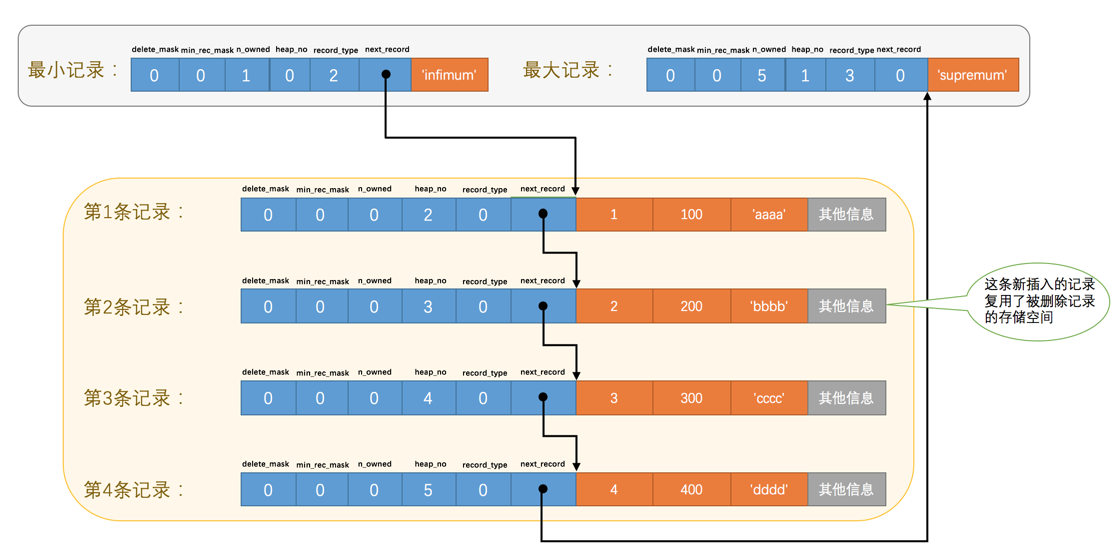 delete_mask min_rec_mask n_owned heap_no record_type next_record
最小记录： 0 0 1 0 2 'infimum'
delete_mask min_rec_mask n_owned heap_no record_type next_record
最大记录： 0 0 5 1 3 0 'supremum'
delete_mask min_rec_mask n_owned heap_no record_type next_record
第1条记录： 0 0 0 2 0 1 100 'aaaa' 其他信息
delete_mask min_rec_mask n_owned heap_no record_type next_record
第2条记录： 0 0 0 3 0 2 200 'bbbb' 其他信息
这条新插入的记录
复用了被删除记录
的存储空间
delete_mask min_rec_mask n_owned heap_no record_type next_record
第3条记录： 0 0 0 4 0 3 300 'cccc' 其他信息
delete_mask min_rec_mask n_owned heap_no record_type next_record
第4条记录： 0 0 0 5 0 4 400 'dddd' 其他信息